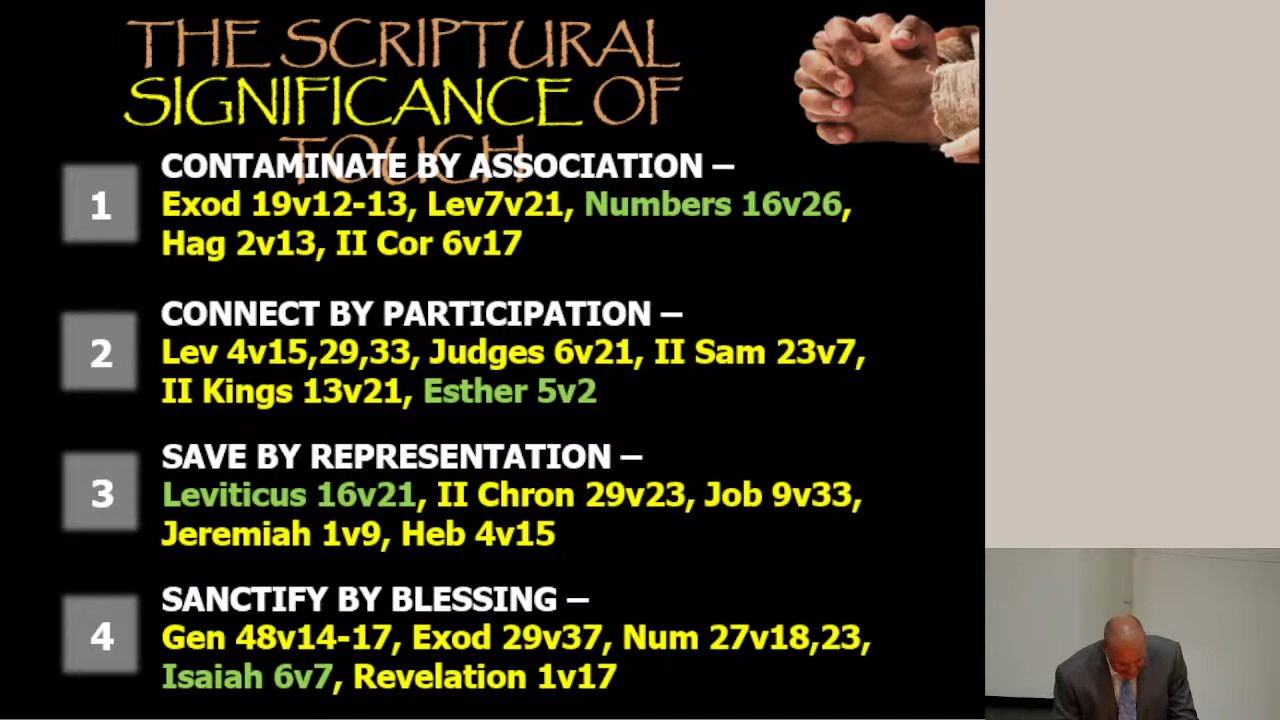 THE SCRIPTURAL
SIGNIFICANCE OF
TOUCH
1
CONTAMINATE BY ASSOCIATION –
Exod 19v12-13, Lev7v21, Numbers 16v26,
Hag 2v13, II Cor 6v17
2
CONNECT BY PARTICIPATION –
Lev 4v15,29,33, Judges 6v21, II Sam 23v7,
II Kings 13v21, Esther 5v2
3
SAVE BY REPRESENTATION –
Leviticus 16v21, II Chron 29v23, Job 9v33,
Jeremiah 1v9, Heb 4v15
4
SANCTIFY BY BLESSING –
Gen 48v14-17, Exod 29v37, Num 27v18,23,
Isaiah 6v7, Revelation 1v17